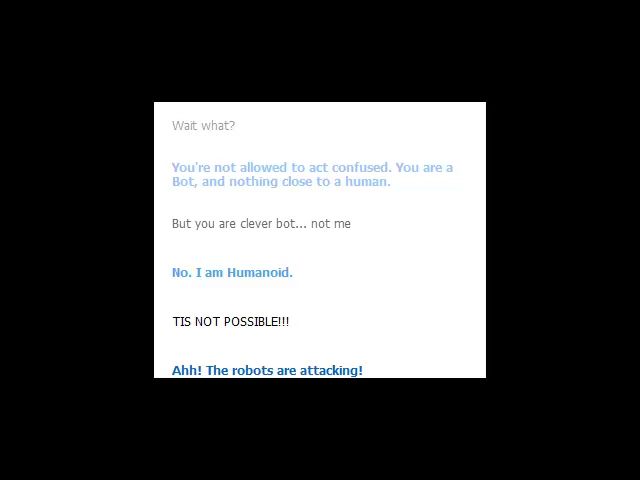 Wait what?
You're not allowed to act confused. You are a
Bot, and nothing close to a human.
But you are clever bot... not me
No. I am Humanoid.
TIS NOT POSSIBLE!!!
Ahh! The robots are attacking!